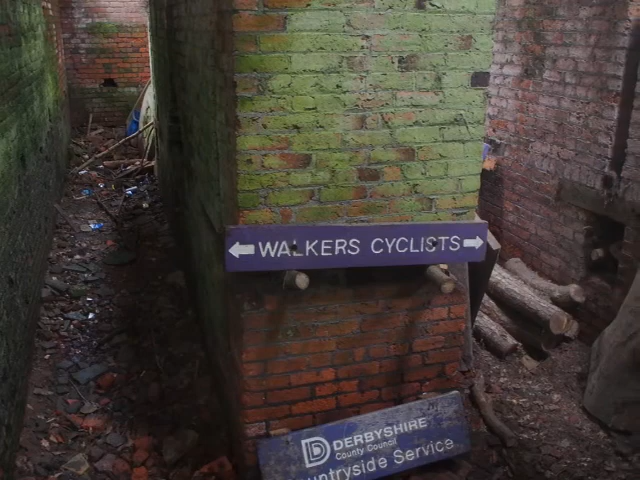 WALKERS CYCLISTS
DERBYSHIRE
County Council
untryside Service